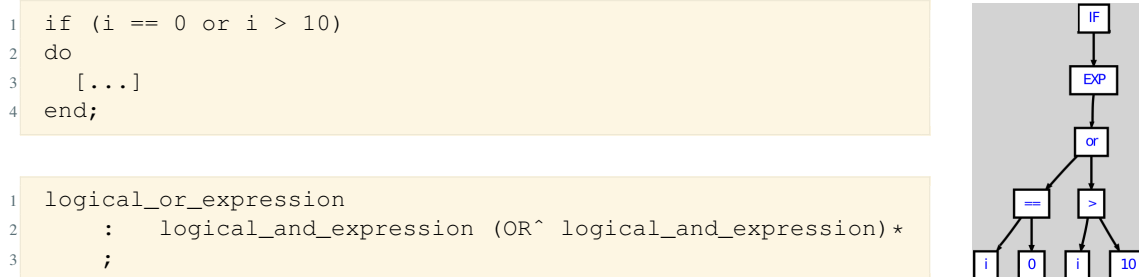 1 if (i == 0 or i > 10)
2 do
3 [...]
4 end;
1 logical_or_expression
2 : logical_and_expression (ORˆ logical_and_expression)*
3 ;
IF
EXP
or
== >
i 0 i 10